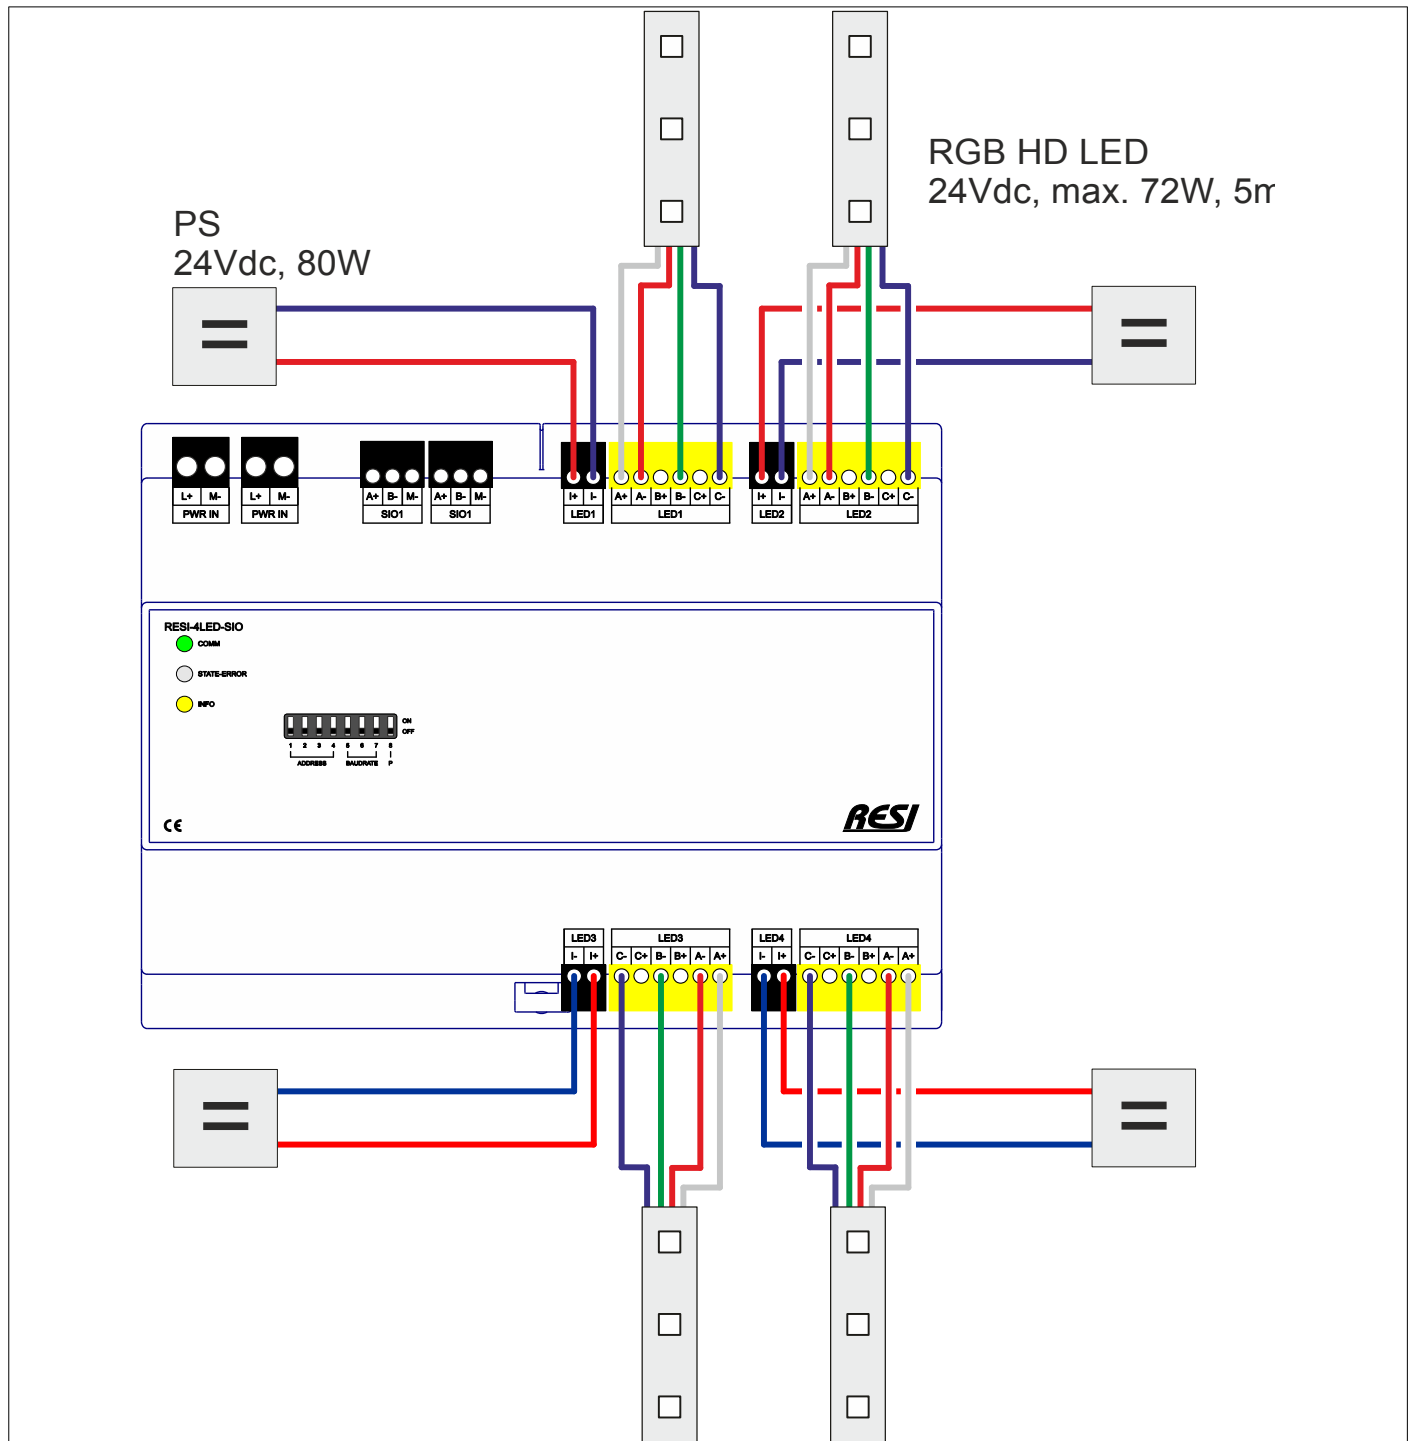 RGB HD LED
24Vdc, max. 72W, 5m
PS
24Vdc, 80W
L+ M- L+ M- A+ B- M- A+ B- M- I+ I- A+ A- B+ B- C+ C- I+ I- A+ A- B+ B- C+ C-
PWR IN PWR IN SIO1 SIO1 LED1 LED1 LED2 LED2
RESI-4LED-SIO
COMM
STATE-ERROR
INFO
ON
OFF
1 2 3 4 5 6 7 8
ADDRESS BAUDRATE P
CE RESI
LED3 LED3 LED4 LED4
I- I+ C- C+ B- B+ A- A+ I- I+ C- C+ B- B+ A- A+